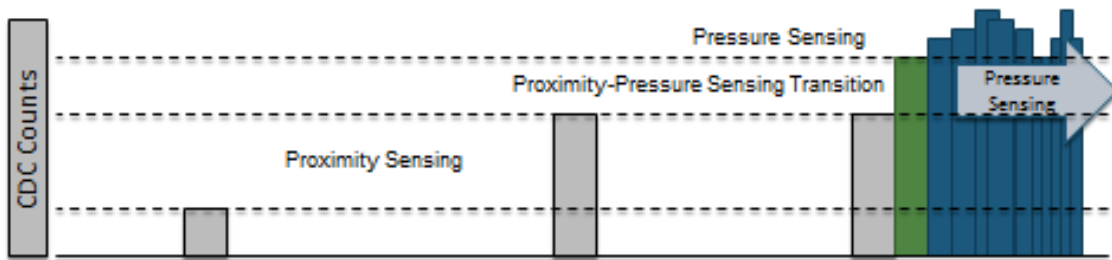 CDC Counts
Pressure Sensing
Proximity-Pressure Sensing Transition
Proximity Sensing
Pressure
Sensing